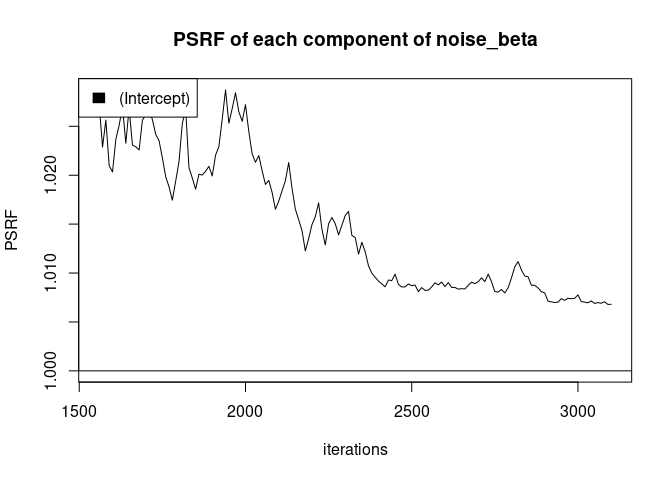 PSRF of each component of noise_beta
(Intercept)
PSRF
1.020
1.010
1.000
1500 2000 2500 3000
iterations